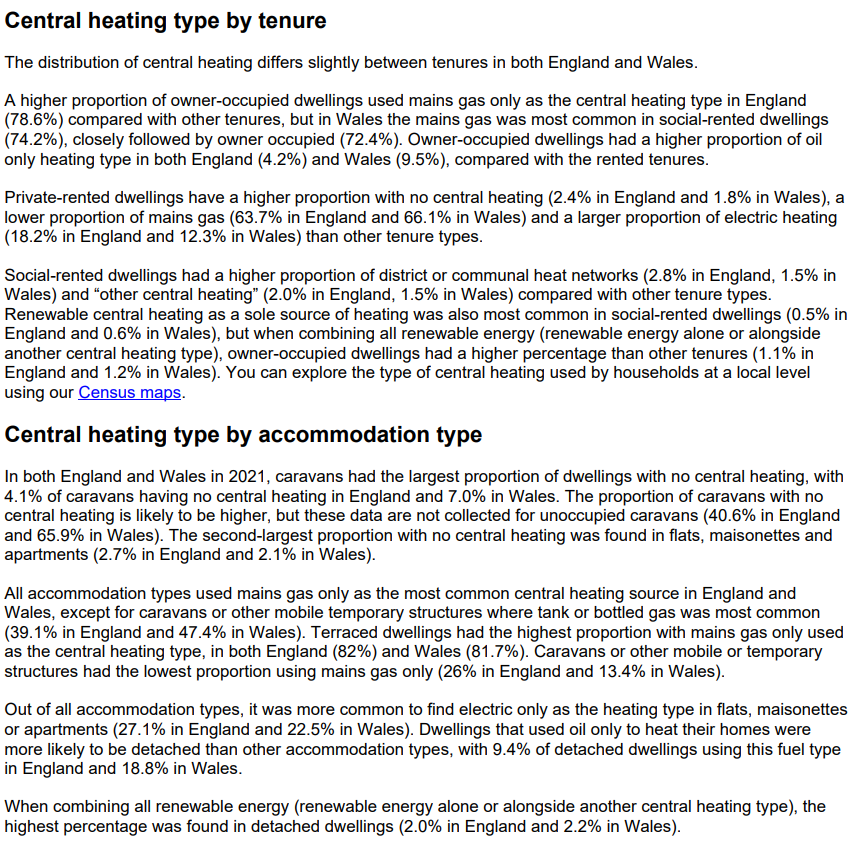 Central heating type by tenure
The distribution of central heating differs slightly between tenures in both England and Wales.
A higher proportion of owner-occupied dwellings used mains gas only as the central heating type in England
(78.6%) compared with other tenures, but in Wales the mains gas was most common in social-rented dwellings
(74.2%), closely followed by owner occupied (72.4%). Owner-occupied dwellings had a higher proportion of oil
only heating type in both England (4.2%) and Wales (9.5%), compared with the rented tenures.
Private-rented dwellings have a higher proportion with no central heating (2.4% in England and 1.8% in Wales), a
lower proportion of mains gas (63.7% in England and 66.1% in Wales) and a larger proportion of electric heating
(18.2% in England and 12.3% in Wales) than other tenure types.
Social-rented dwellings had a higher proportion of district or communal heat networks (2.8% in England, 1.5% in
Wales) and “other central heating” (2.0% in England, 1.5% in Wales) compared with other tenure types.
Renewable central heating as a sole source of heating was also most common in social-rented dwellings (0.5% in
England and 0.6% in Wales), but when combining all renewable energy (renewable energy alone or alongside
another central heating type), owner-occupied dwellings had a higher percentage than other tenures (1.1% in
England and 1.2% in Wales). You can explore the type of central heating used by households at a local level
using our Census maps.
Central heating type by accommodation type
In both England and Wales in 2021, caravans had the largest proportion of dwellings with no central heating, with
4.1% of caravans having no central heating in England and 7.0% in Wales. The proportion of caravans with no
central heating is likely to be higher, but these data are not collected for unoccupied caravans (40.6% in England
and 65.9% in Wales). The second-largest proportion with no central heating was found in flats, maisonettes and
apartments (2.7% in England and 2.1% in Wales).
All accommodation types used mains gas only as the most common central heating source in England and
Wales, except for caravans or other mobile temporary structures where tank or bottled gas was most common
(39.1% in England and 47.4% in Wales). Terraced dwellings had the highest proportion with mains gas only used
as the central heating type, in both England (82%) and Wales (81.7%). Caravans or other mobile or temporary
structures had the lowest proportion using mains gas only (26% in England and 13.4% in Wales).
Out of all accommodation types, it was more common to find electric only as the heating type in flats, maisonettes
or apartments (27.1% in England and 22.5% in Wales). Dwellings that used oil only to heat their homes were
more likely to be detached than other accommodation types, with 9.4% of detached dwellings using this fuel type
in England and 18.8% in Wales.
When combining all renewable energy (renewable energy alone or alongside another central heating type), the
highest percentage was found in detached dwellings (2.0% in England and 2.2% in Wales).